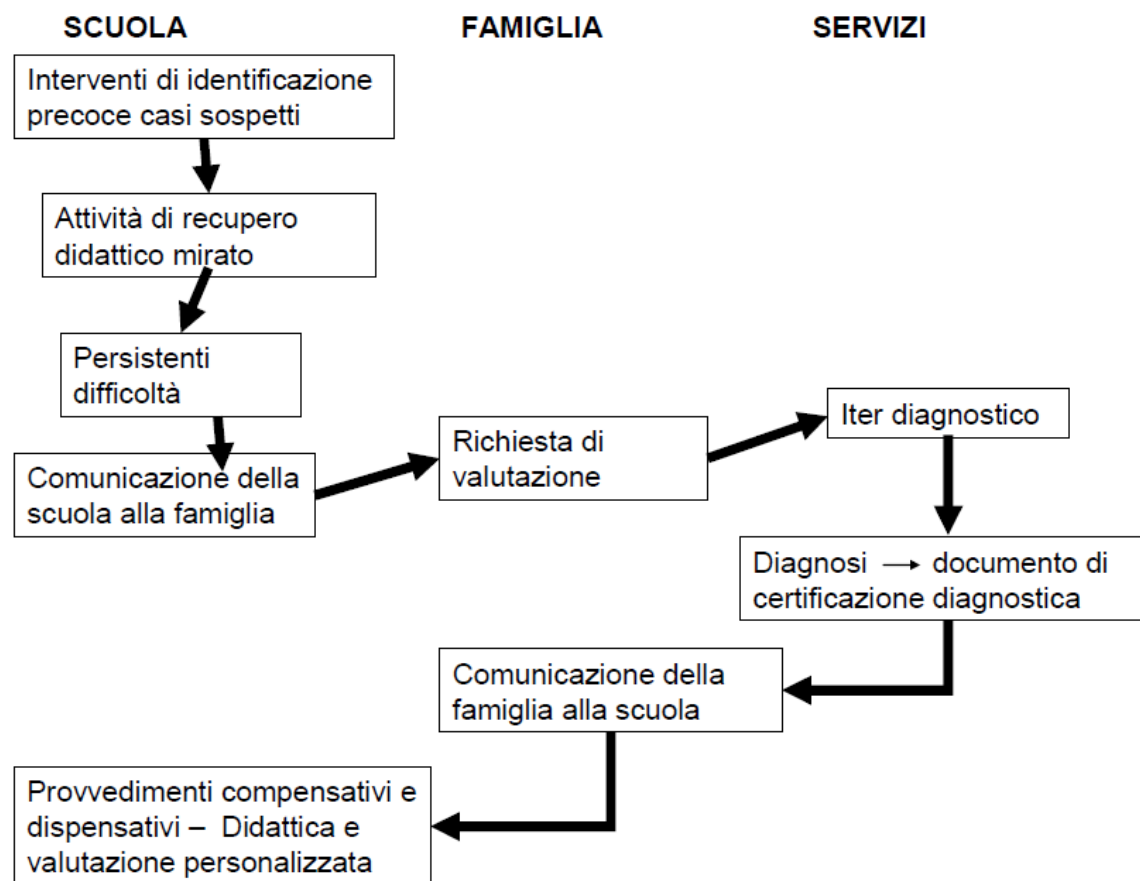 SCUOLA
FAMIGLIA
SERVIZI
Interventi di identificazione
precoce casi sospetti
Attività di recupero
didattico mirato
Persistenti
difficoltà
Comunicazione della
scuola alla famiglia
Richiesta di
valutazione
Iter diagnostico
Diagnosi → documento di
certificazione diagnostica
Comunicazione della
famiglia alla scuola
Provvedimenti compensativi e
dispensativi – Didattica e
valutazione personalizzata